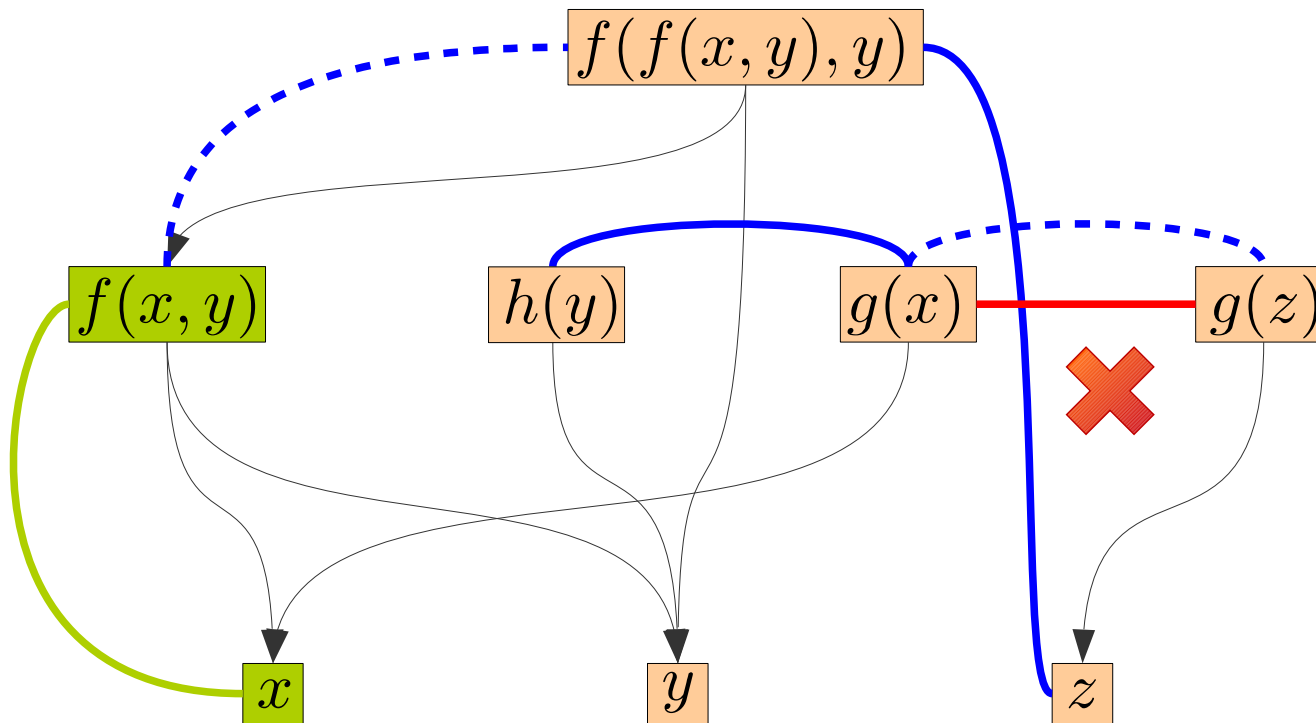 f(f(x, y), y)
f(x, y)
h(y)
g(x)
g(z)
x
y
z